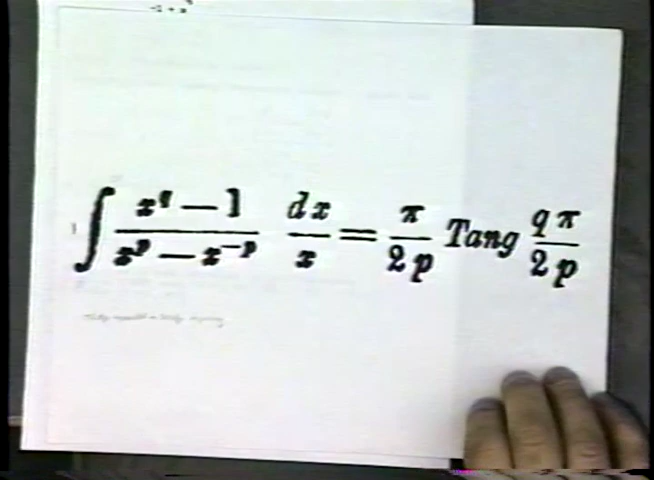 ∫ (x^q − 1)/(x^p − x^−p) dx/x = π/2p Tang qπ/2p